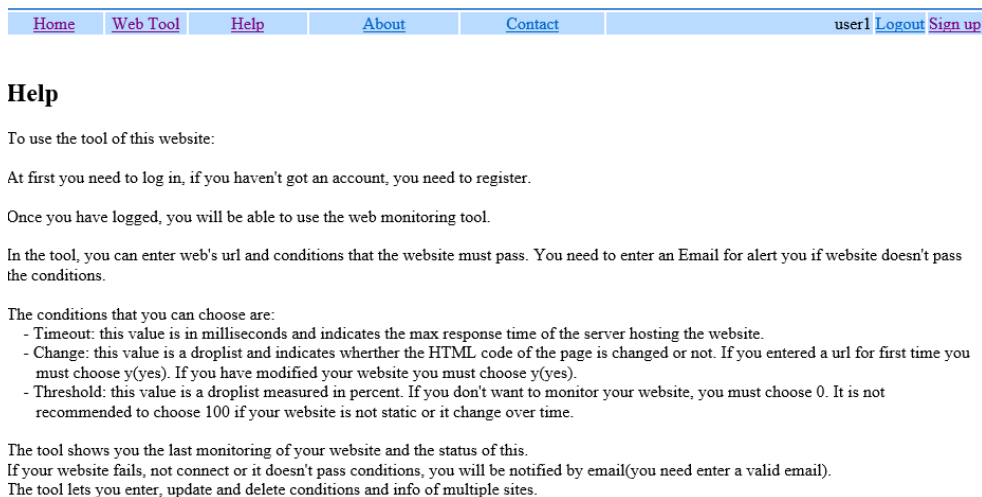 Home Web Tool Help About Contact user1 Logout Sign up
Help
To use the tool of this website:
At first you need to log in, if you haven't got an account, you need to register.
Once you have logged, you will be able to use the web monitoring tool.
In the tool, you can enter web's url and conditions that the website must pass. You need to enter an Email for alert you if website doesn't pass
the conditions.
The conditions that you can choose are:
- Timeout: this value is in milliseconds and indicates the max response time of the server hosting the website.
- Change: this value is a droplist and indicates wherther the HTML code of the page is changed or not. If you entered a url for first time you
must choose y(yes). If you have modified your website you must choose y(yes).
- Threshold: this value is a droplist measured in percent. If you don't want to monitor your website, you must choose 0. It is not
recommended to choose 100 if your website is not static or it change over time.
The tool shows you the last monitoring of your website and the status of this.
If your website fails, not connect or it doesn't pass conditions, you will be notified by email(you need enter a valid email).
The tool lets you enter, update and delete conditions and info of multiple sites.